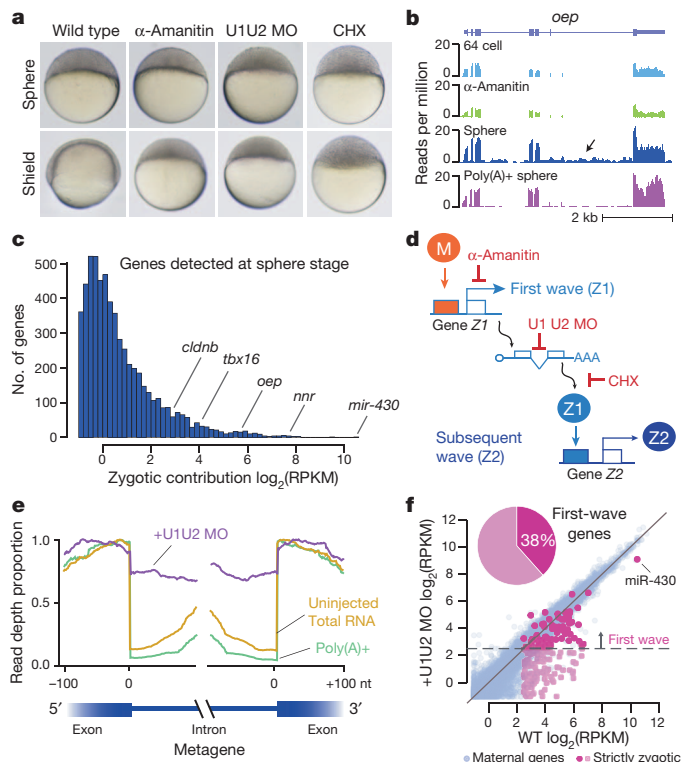 a
Wild type
α-Amanitin
U1U2 MO
CHX
Sphere
Shield
b
oep
Reads per million
20
64 cell
0
20
α-Amanitin
0
20
Sphere
0
20
Poly(A)+ sphere
0
2 kb
c
Genes detected at sphere stage
No. of genes
500
400
300
200
100
0
cldnb
tbx16
oep
nnr
mir-430
0 2 4 6 8 10
Zygotic contribution log2(RPKM)
d
M
α-Amanitin
First wave (Z1)
Gene Z1
U1 U2 MO
AAA
CHX
Z1
Subsequent
wave (Z2)
Z2
Gene Z2
e
Read depth proportion
1.0
0.5
0.0
+U1U2 MO
Uninjected
Total RNA
Poly(A)+
−100 0 0 +100 nt
5′ 3′
Exon Intron Exon
Metagene
f
+U1U2 MO log2(RPKM)
12
10
8
6
4
2
0
First-wave
genes
38%
miR-430
First wave
0 2 4 6 8 10 12
WT log2(RPKM)
Maternal genes
Strictly zygotic